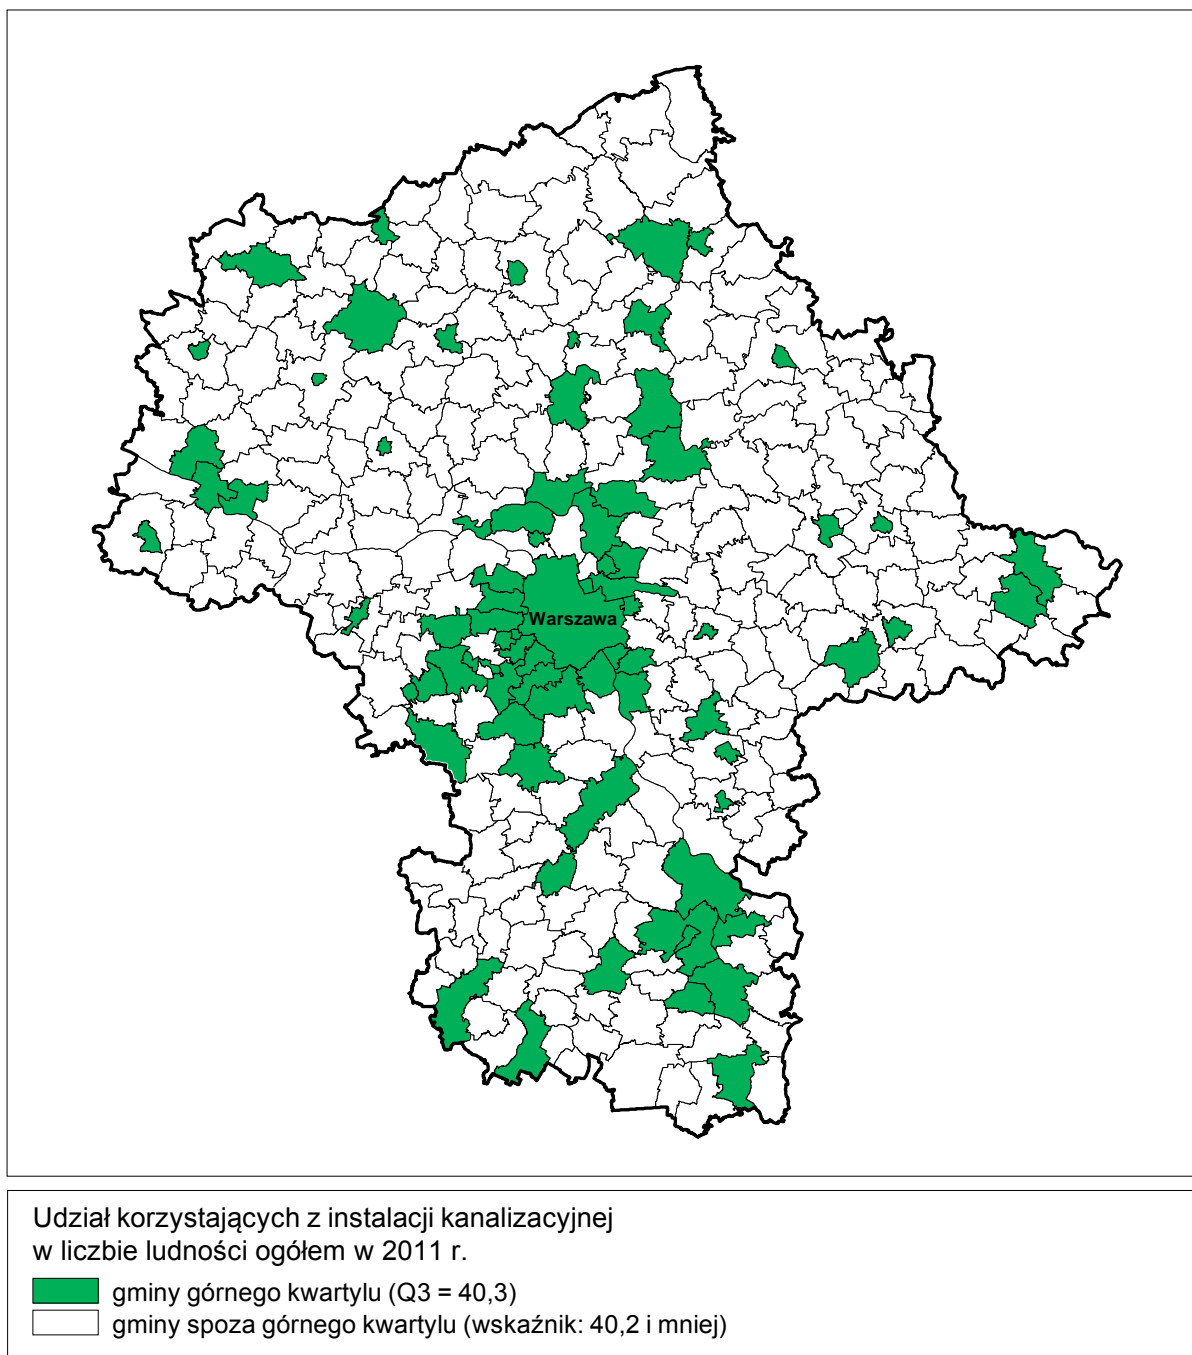 Warszawa
Udział korzystających z instalacji kanalizacyjnej
w liczbie ludności ogółem w 2011 r.
gminy górnego kwartylu (Q3 = 40,3)
gminy spoza górnego kwartylu (wskaźnik: 40,2 i mniej)